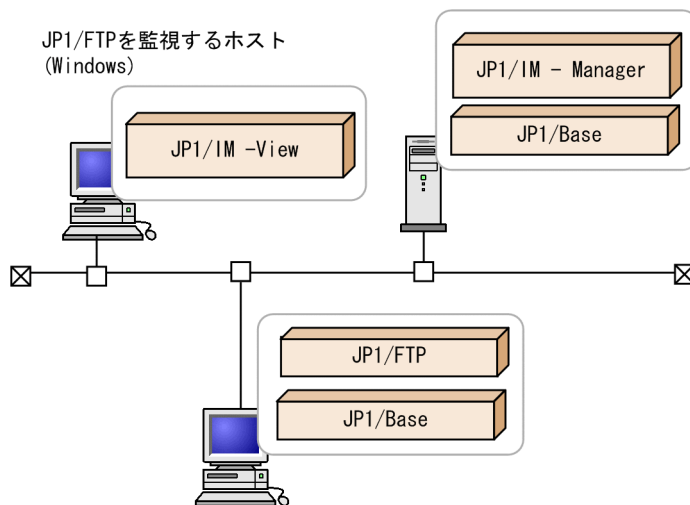 JP1/FTPを監視するホスト
(Windows)
JP1/IM －View
JP1/IM － Manager
JP1/Base
JP1/FTP
JP1/Base